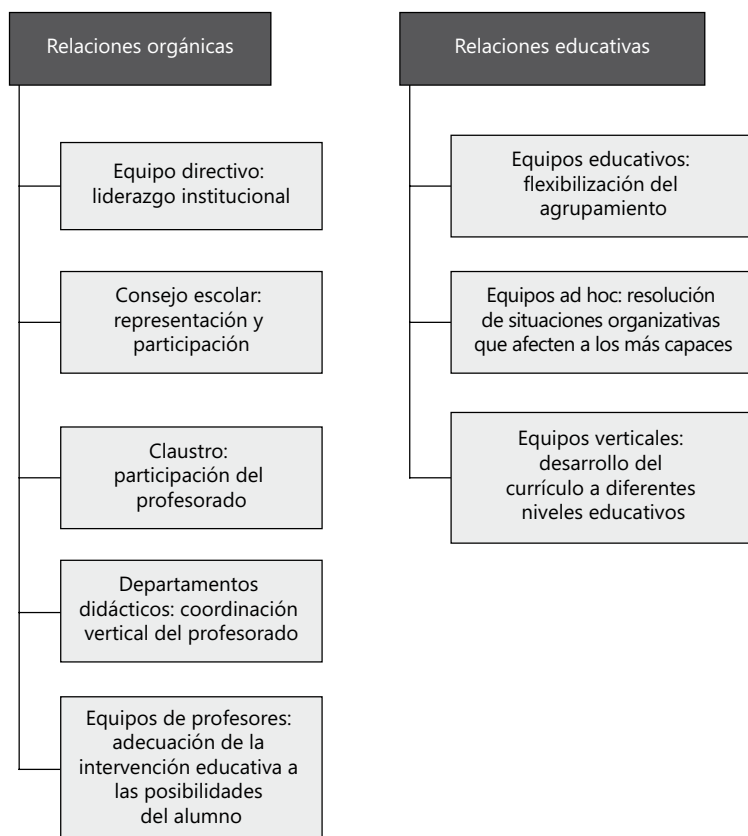 Relaciones orgánicas
Equipo directivo:
liderazgo institucional
Consejo escolar:
representación y
participación
Claustro:
participación del
profesorado
Departamentos
didácticos: coordinación
vertical del profesorado
Equipos de profesores:
adecuación de la
intervención educativa a
las posibilidades
del alumno
Relaciones educativas
Equipos educativos:
flexibilización del
agrupamiento
Equipos ad hoc: resolución
de situaciones organizativas
que afecten a los más capaces
Equipos verticales:
desarrollo del
currículo a diferentes
niveles educativos